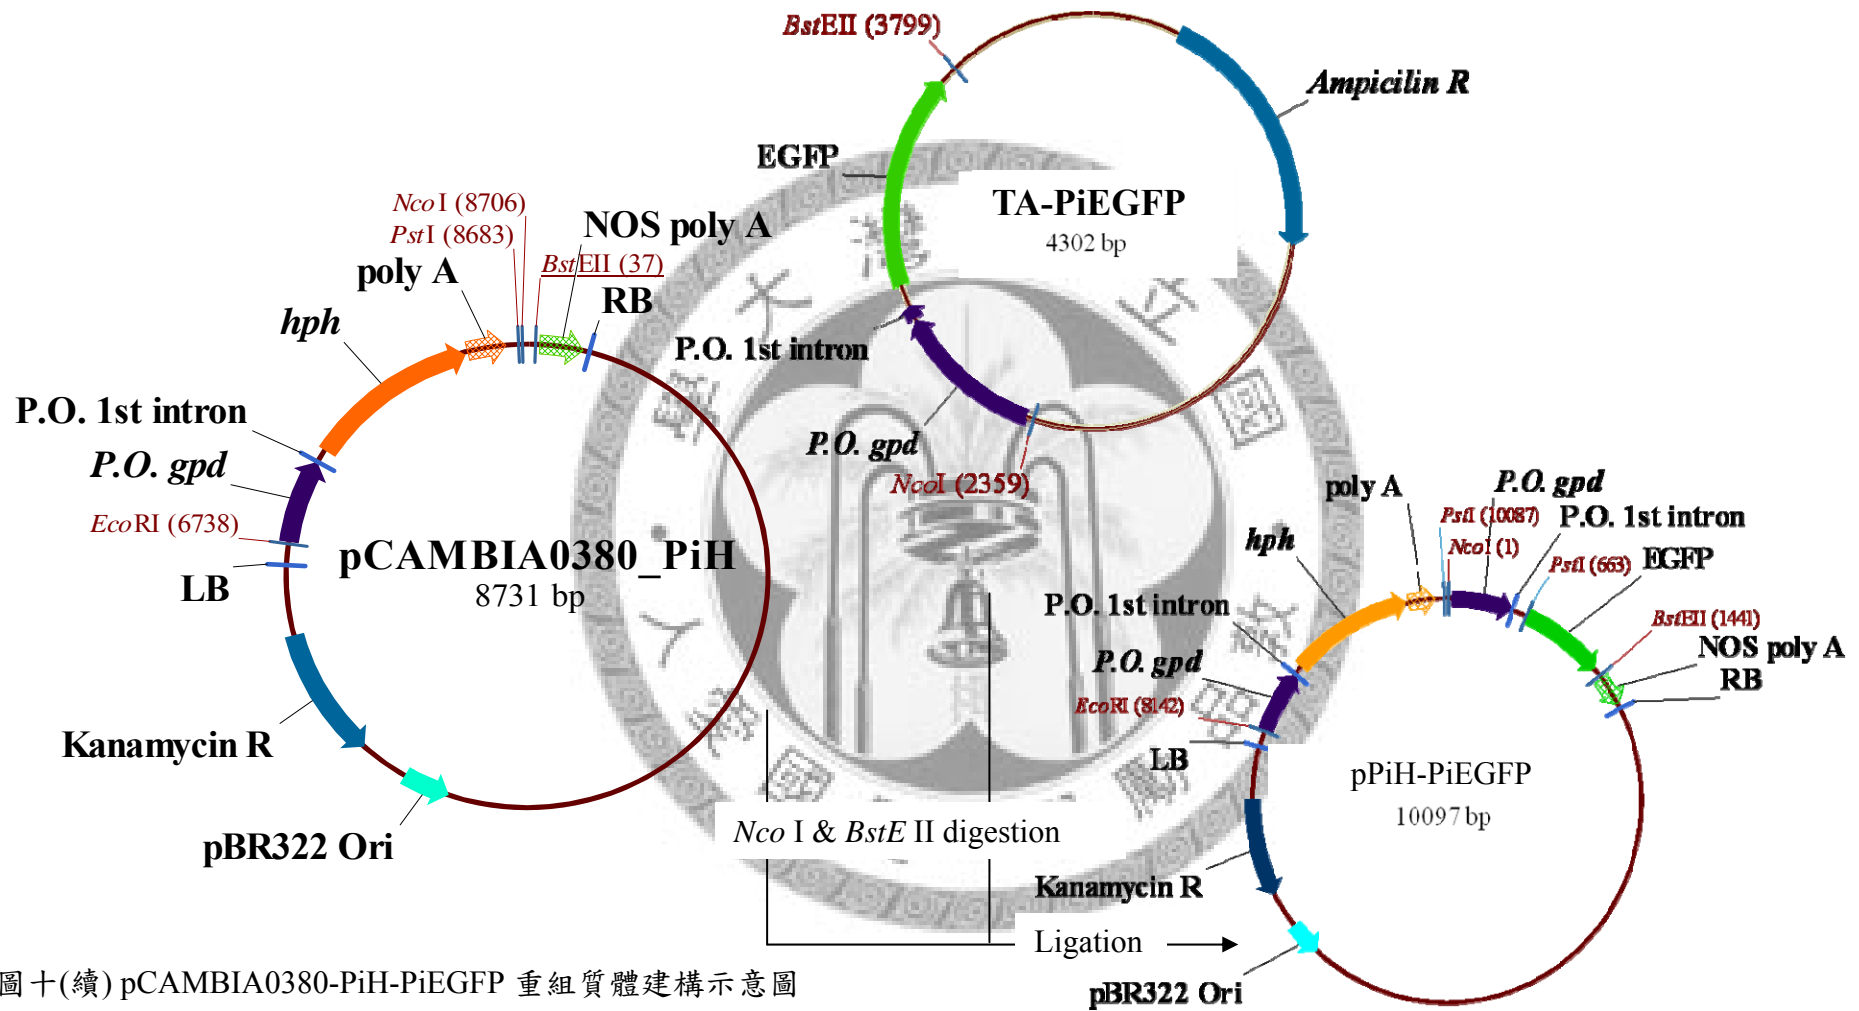 BstEII (3799)
Ampicilin R
EGFP
TA-PiEGFP
4302 bp
P.O. 1st intron
P.O. gpd
NcoI (2359)
Nco I (8706)
Pst I (8683)
NOS poly A
poly A
BstEII (37)
RB
hph
P.O. 1st intron
P.O. gpd
EcoRI (6738)
LB
pCAMBIA0380_PiH
8731 bp
Kanamycin R
pBR322 Ori
Nco I & BstE II digestion
Ligation
poly A
P.O. gpd
PstI (10087)
P.O. 1st intron
NcoI (1)
hph
PstI (663)
EGFP
P.O. 1st intron
BstEII (1441)
NOS poly A
P.O. gpd
RB
EcoRI (8142)
LB
pPiH-PiEGFP
10097 bp
Kanamycin R
pBR322 Ori
圖十(續) pCAMBIA0380-PiH-PiEGFP 重組質體建構示意圖